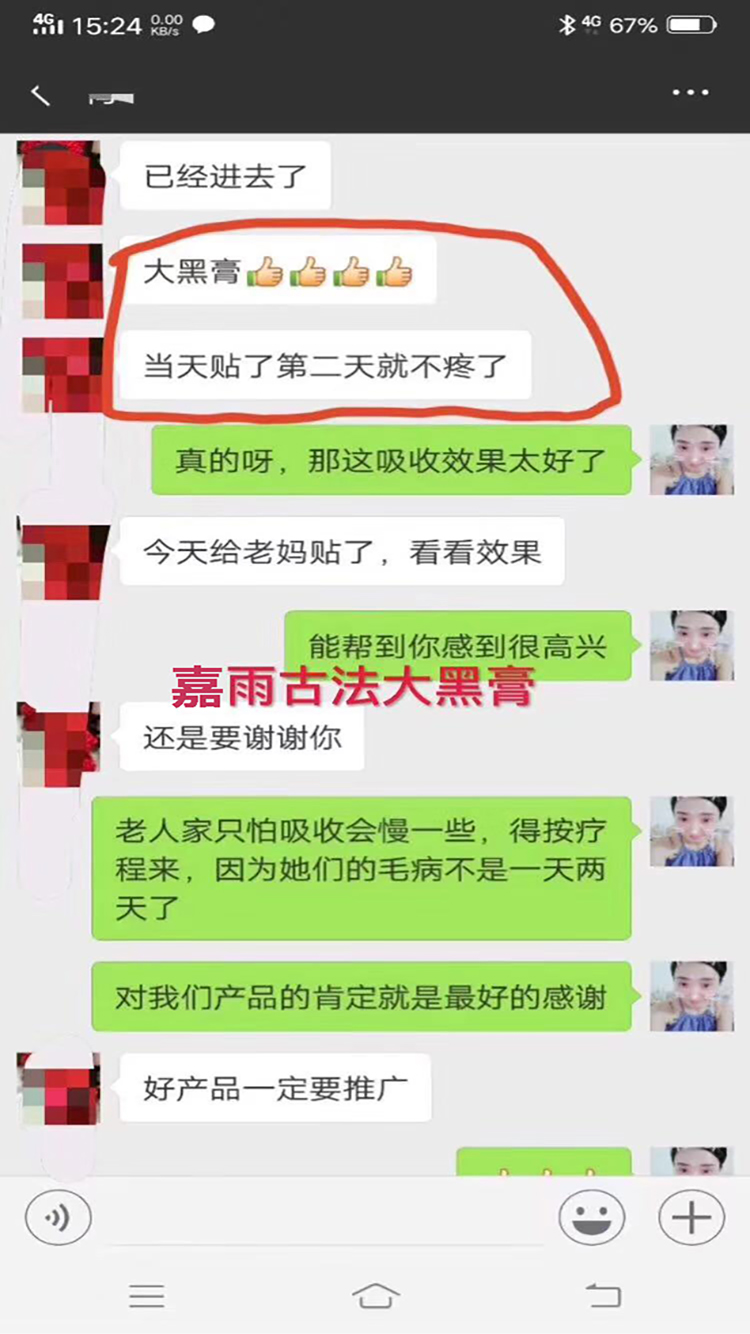 4G 15:24 0.00 KB/s 4G 67%
已经进去了
大黑膏👍👍👍👍
当天贴了第二天就不疼了
真的呀，那这吸收效果太好了
今天给老妈贴了，看看效果
能帮到你感到很高兴
嘉雨古法大黑膏
还是要谢谢你
老人家只怕吸收会慢一些，得按疗
程来，因为她们的毛病不是一天两
天了
对我们产品的肯定就是最好的感谢
好产品一定要推广